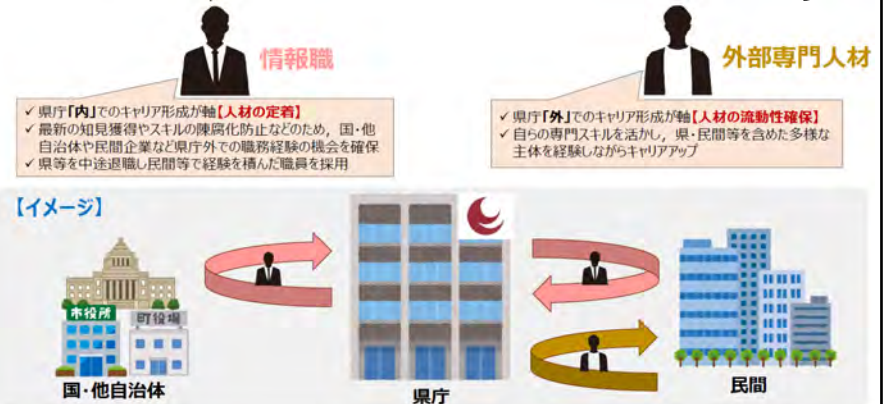 情報職
✓ 県庁「内」でのキャリア形成が軸【人材の定着】
✓ 最新の知見獲得やスキルの陳腐化防止などのため，国・他
自治体や民間企業など県庁外での職務経験の機会を確保
✓ 県等を中途退職し民間等で経験を積んだ職員を採用
外部専門人材
✓ 県庁「外」でのキャリア形成が軸【人材の流動性確保】
✓ 自らの専門スキルを活かし，県・民間等を含めた多様な
主体を経験しながらキャリアアップ
【イメージ】
市役所
町役場
国・他自治体
県庁
民間